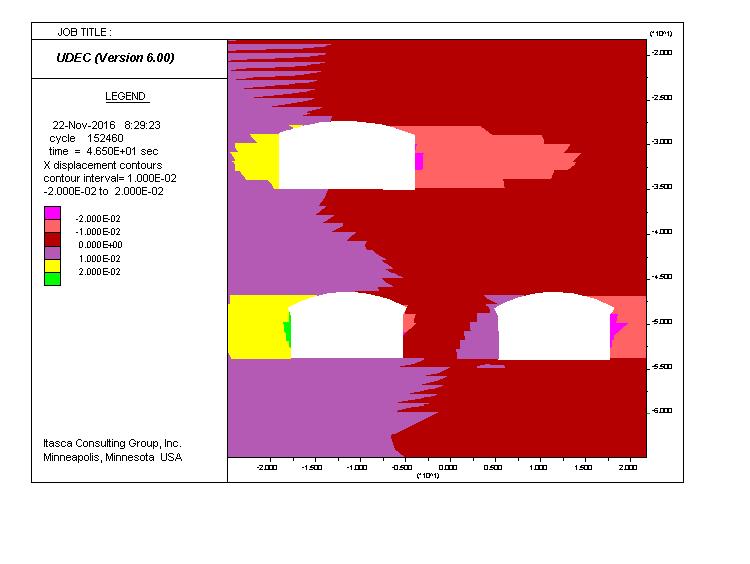 JOB TITLE :
UDEC (Version 6.00)
LEGEND
22-Nov-2016 8:29:23
cycle 152460
time = 4.650E+01 sec
X displacement contours
contour interval= 1.000E-02
-2.000E-02 to 2.000E-02
-2.000E-02
-1.000E-02
0.000E+00
1.000E-02
2.000E-02
Itasca Consulting Group, Inc.
Minneapolis, Minnesota USA
(*10^1)
-2.000
-2.500
-3.000
-3.500
-4.000
-4.500
-5.000
-5.500
-6.000
-2.000 -1.500 -1.000 -0.500 0.000 0.500 1.000 1.500 2.000
(*10^1)